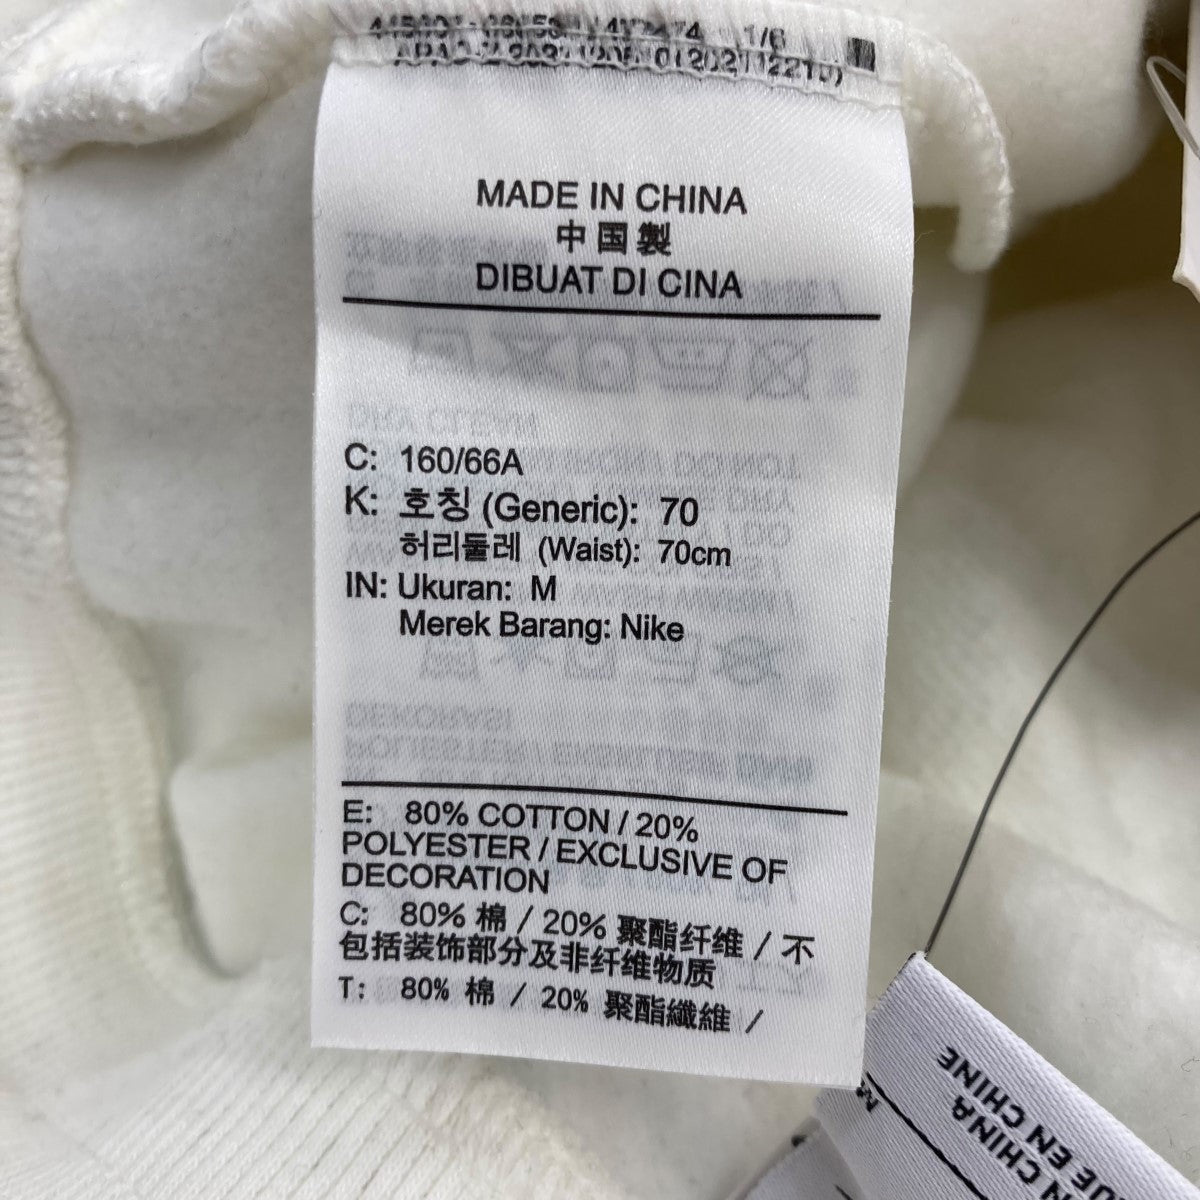 1/6
MADE IN CHINA
中国製
DIBUAT DI CINA
C: 160/66A
K: 호칭 (Generic): 70
허리둘레 (Waist): 70cm
IN: Ukuran: M
Merek Barang: Nike
E: 80% COTTON / 20%
POLYESTER / EXCLUSIVE OF
DECORATION
C: 80% 棉 / 20% 聚酯纤维 / 不
包括装饰部分及非纤维物质
T: 80% 棉 / 20% 聚酯纖維 /
CHINA
EN CHINE